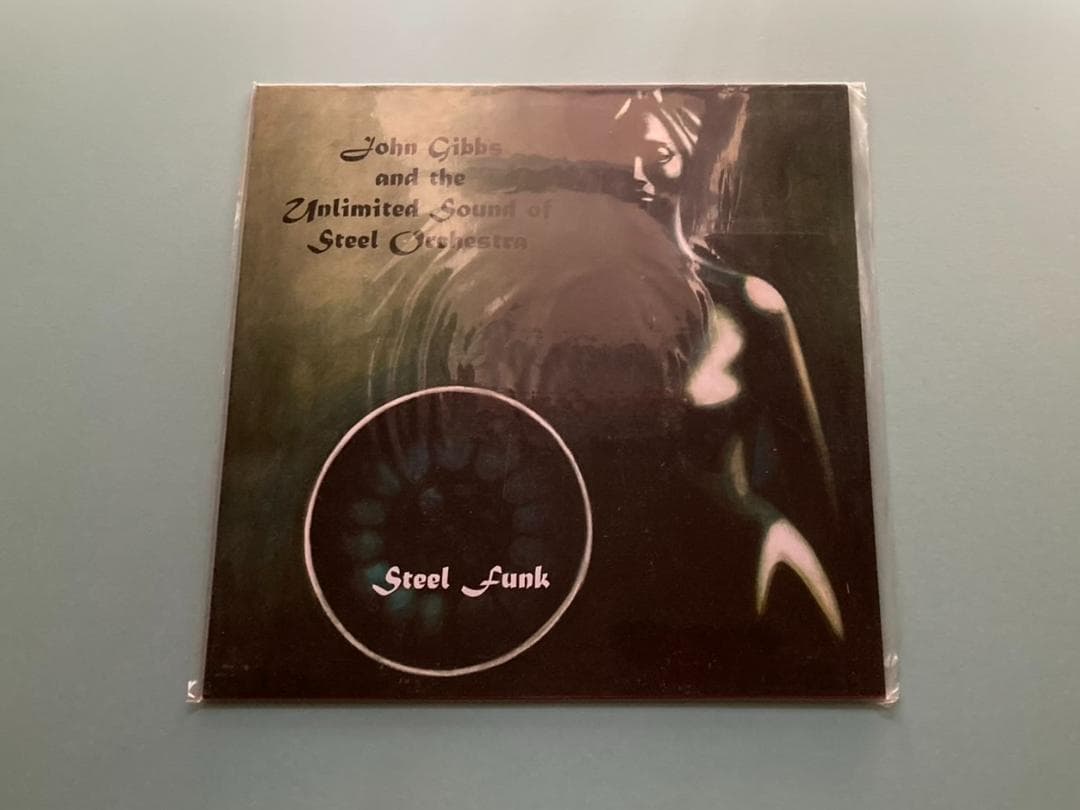 John Gibbs
and the
Unlimited Sound of
Steel Orchestra
Steel Funk